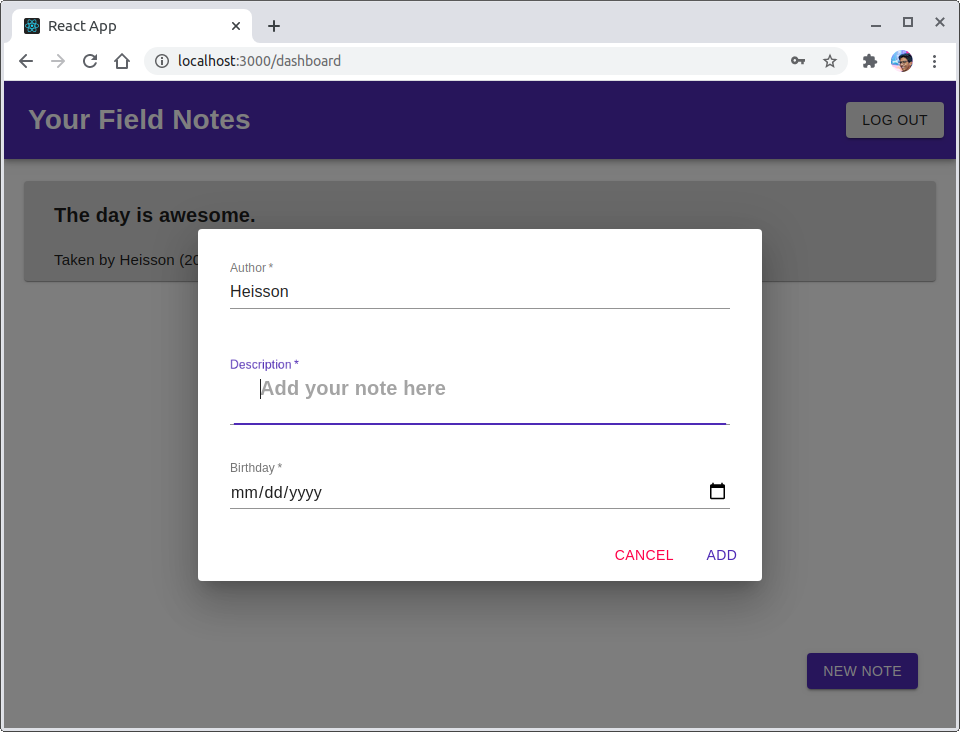 React App
localhost:3000/dashboard
Your Field Notes
LOG OUT
The day is awesome.
Taken by Heisson (20
Author *
Heisson
Description *
Add your note here
Birthday *
mm/dd/yyyy
CANCEL ADD
NEW NOTE